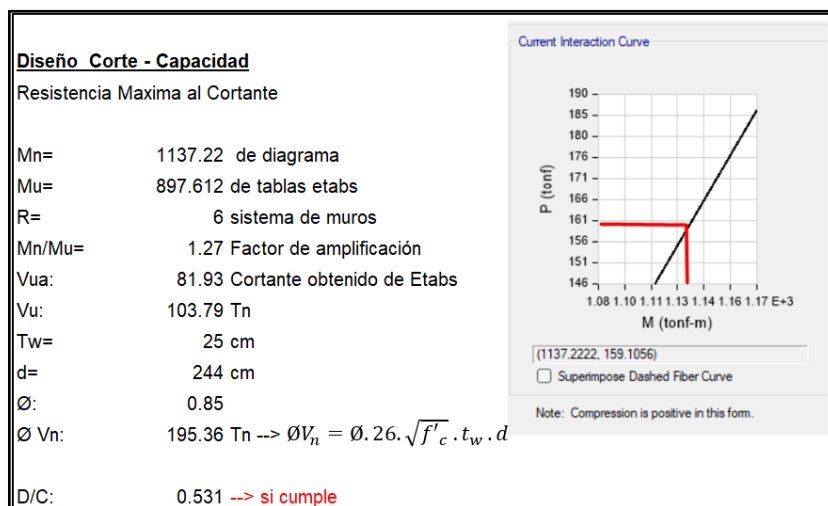 Diseño Corte - Capacidad
Resistencia Maxima al Cortante
Mn= 1137.22 de diagrama
Mu= 897.612 de tablas etabs
R= 6 sistema de muros
Mn/Mu= 1.27 Factor de amplificación
Vua: 81.93 Cortante obtenido de Etabs
Vu: 103.79 Tn
Tw= 25 cm
d= 244 cm
Ø: 0.85
Ø Vn: 195.36 Tn --> ØV_n = Ø.26.√f'_c .t_w .d
D/C: 0.531 --> si cumple
Current Interaction Curve
190
185
180
176
171
166
161
156
151
146
P (tonf)
1.08 1.10 1.11 1.13 1.14 1.16 1.17 E+3
M (tonf-m)
(1137.2222, 159.1056)
Superimpose Dashed Fiber Curve
Note: Compression is positive in this form.